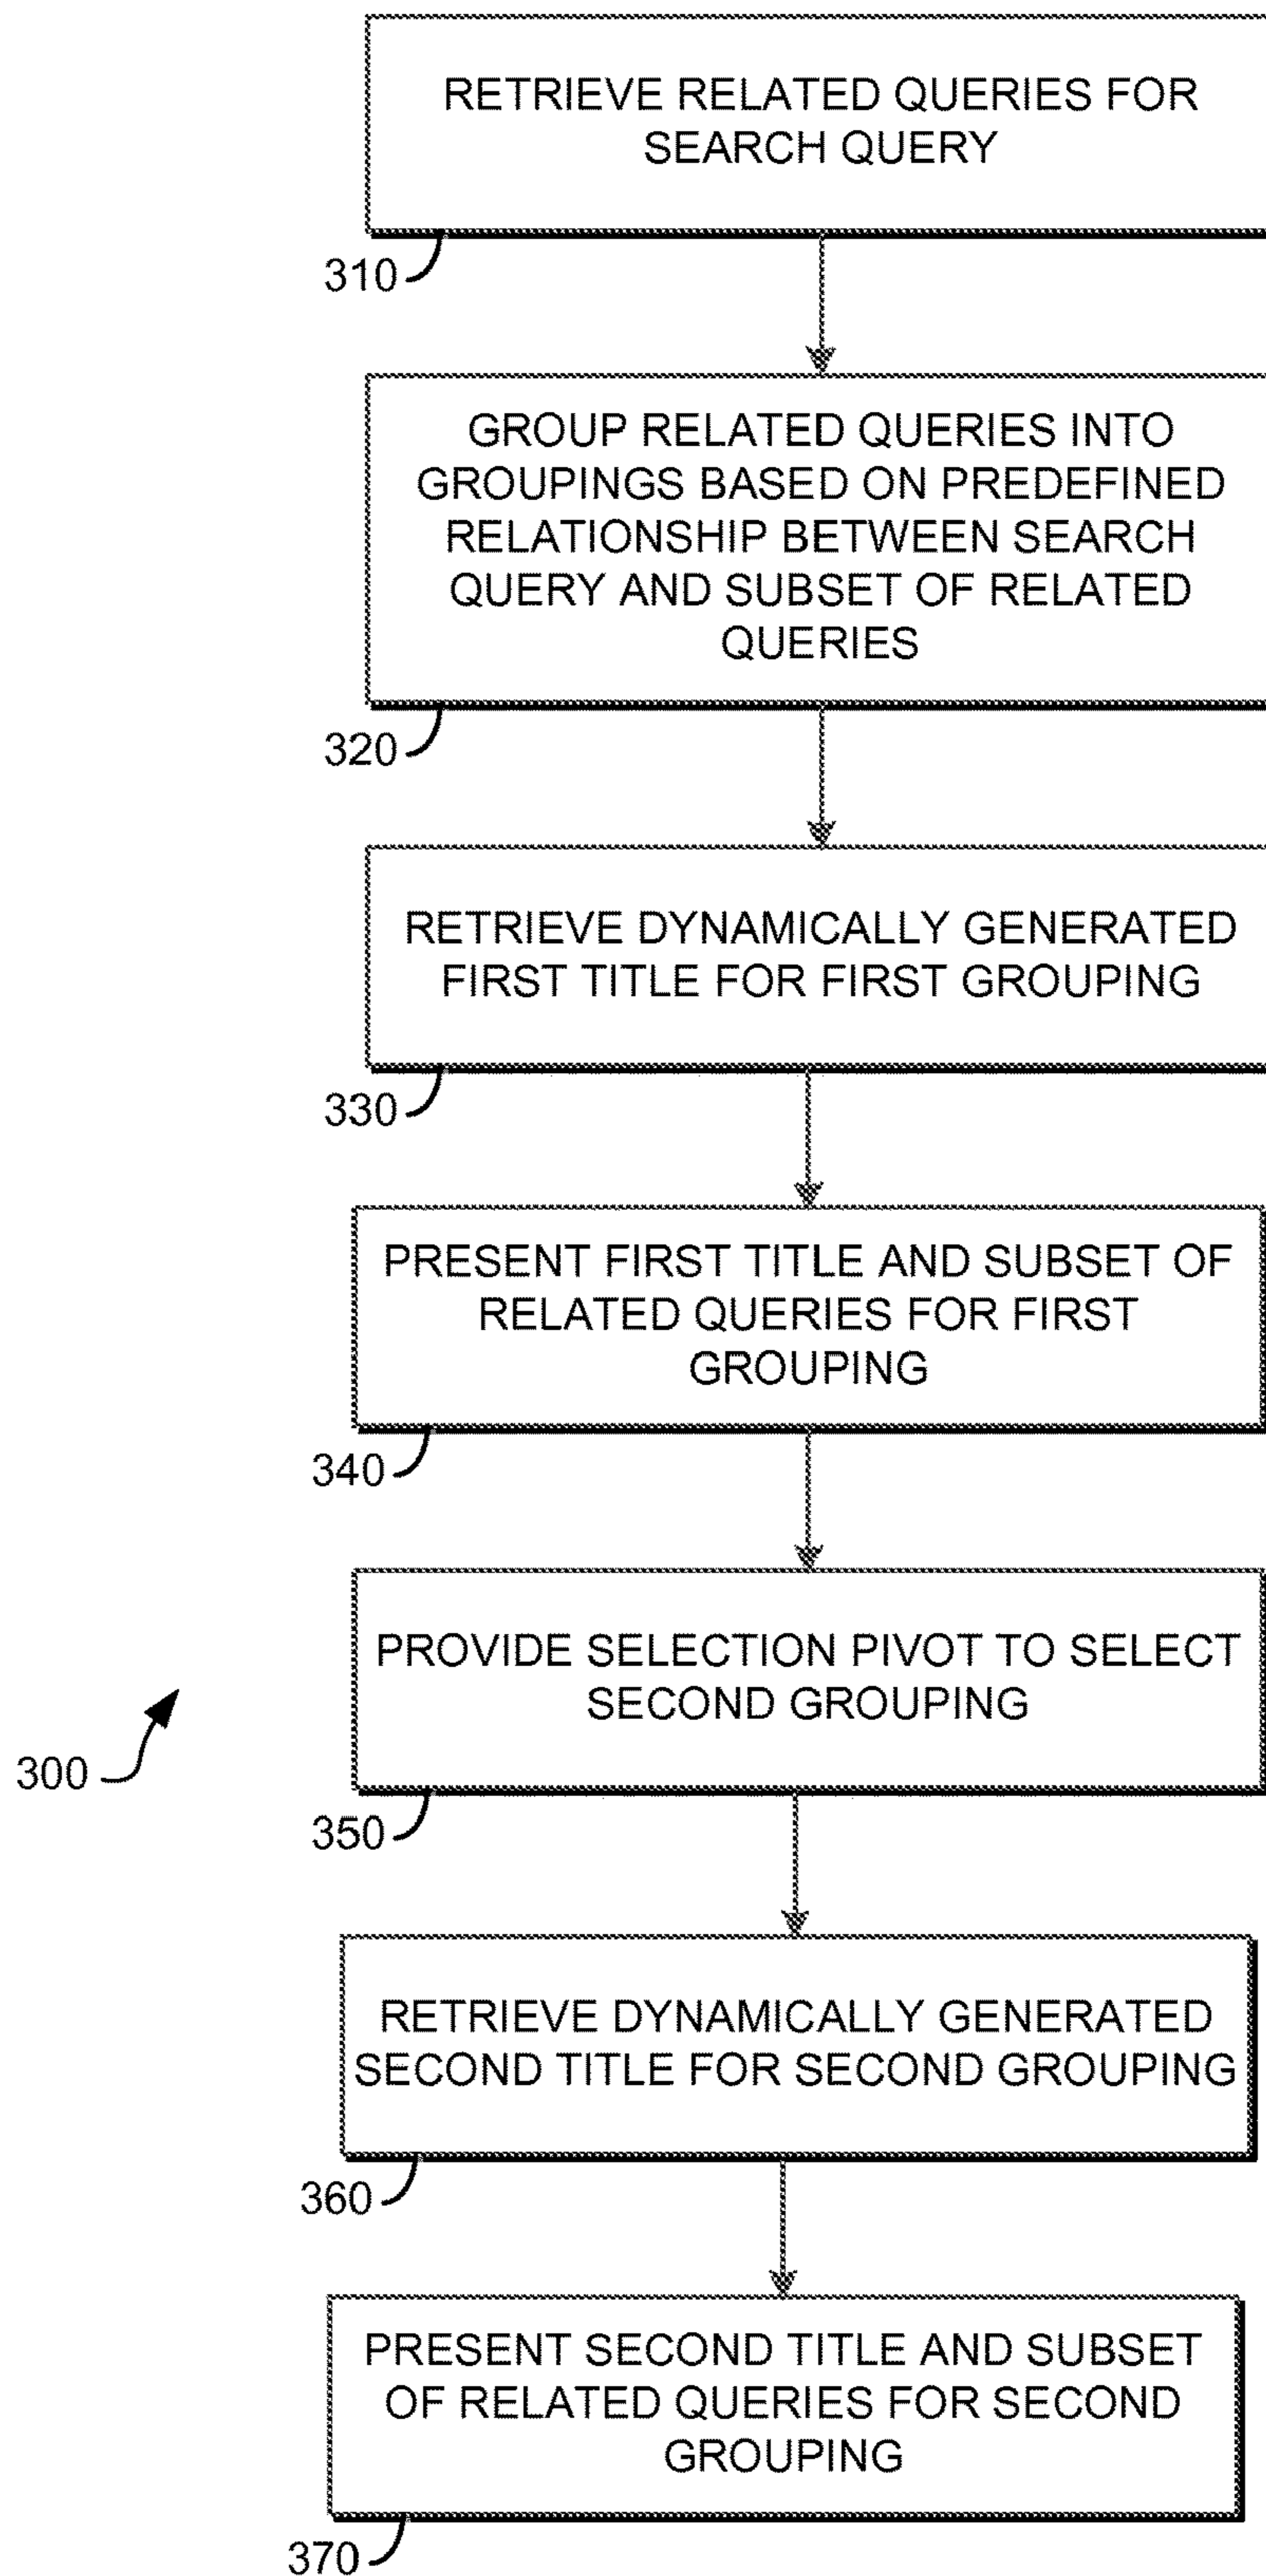 RETRIEVE RELATED QUERIES FOR
SEARCH QUERY
310
GROUP RELATED QUERIES INTO
GROUPINGS BASED ON PREDEFINED
RELATIONSHIP BETWEEN SEARCH
QUERY AND SUBSET OF RELATED
QUERIES
320
RETRIEVE DYNAMICALLY GENERATED
FIRST TITLE FOR FIRST GROUPING
330
PRESENT FIRST TITLE AND SUBSET OF
RELATED QUERIES FOR FIRST
GROUPING
340
PROVIDE SELECTION PIVOT TO SELECT
SECOND GROUPING
300
350
RETRIEVE DYNAMICALLY GENERATED
SECOND TITLE FOR SECOND GROUPING
360
PRESENT SECOND TITLE AND SUBSET
OF RELATED QUERIES FOR SECOND
GROUPING
370